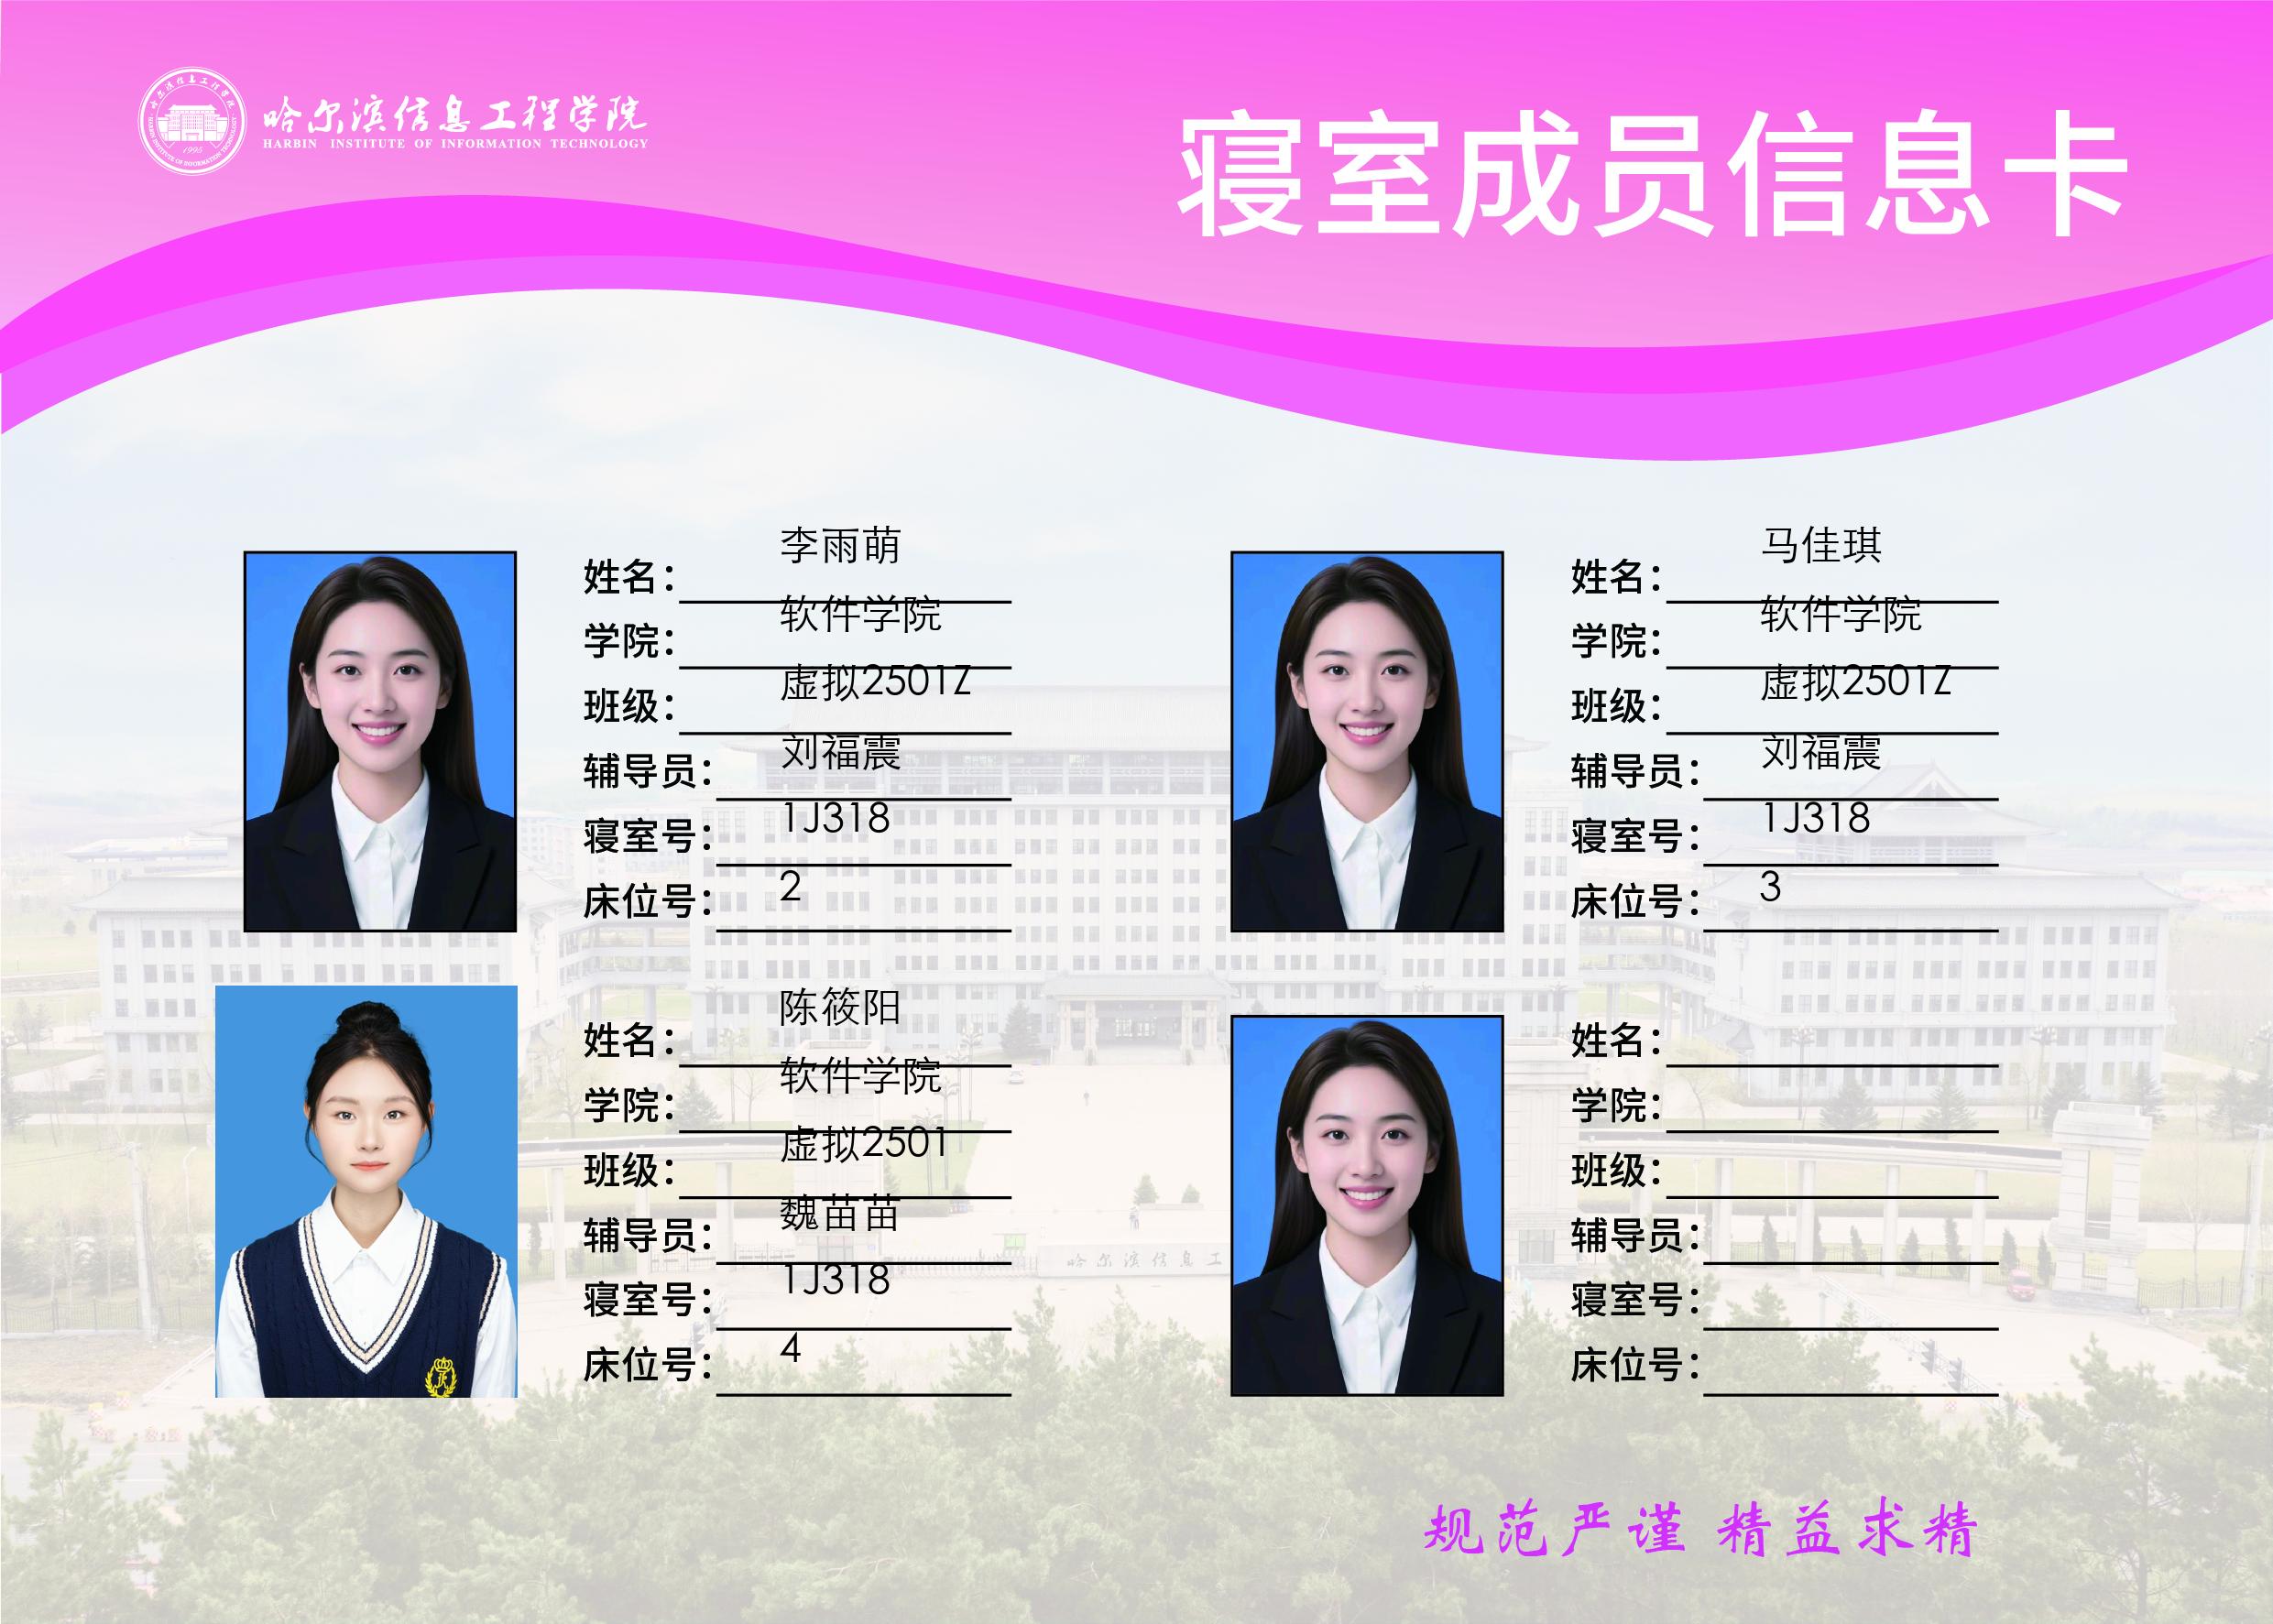 哈尔滨信息工程学院
HARBIN INSTITUTE OF INFORMATION TECHNOLOGY
1995
寝室成员信息卡
姓名：李雨萌
学院：软件学院
班级：虚拟2501Z
辅导员：刘福震
寝室号：1J318
床位号：2
姓名：马佳琪
学院：软件学院
班级：虚拟2501Z
辅导员：刘福震
寝室号：1J318
床位号：3
姓名：陈筱阳
学院：软件学院
班级：虚拟2501
辅导员：魏苗苗
寝室号：1J318
床位号：4
姓名：
学院：
班级：
辅导员：
寝室号：
床位号：
哈尔滨信息工
规范严谨 精益求精